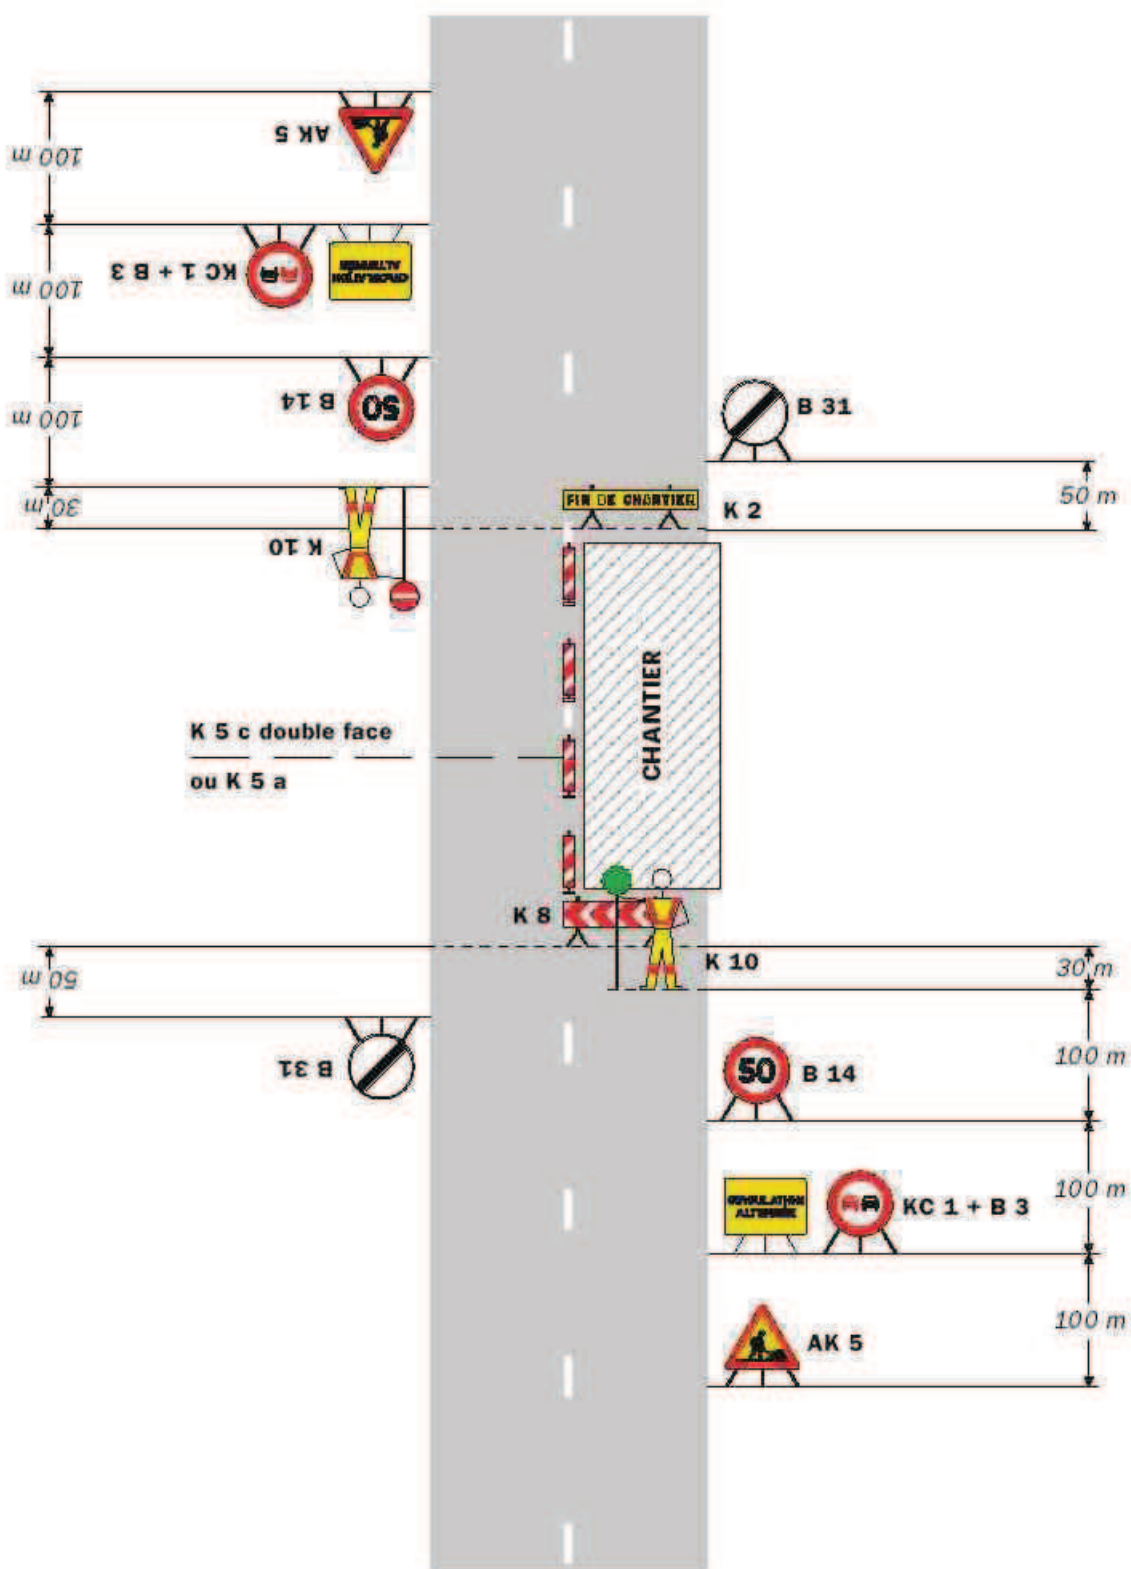 AK 5
100 m
KC 1 + B 3
CIRCULATION
ALTERNÉE
100 m
B 14
50
100 m
B 31
50 m
FIN DE CHANTIER
K 2
30 m
K 10
CHANTIER
K 5 c double face
ou K 5 a
K 8
K 10
30 m
50 m
B 31
50
B 14
100 m
CIRCULATION
ALTERNÉE
KC 1 + B 3
100 m
AK 5
100 m